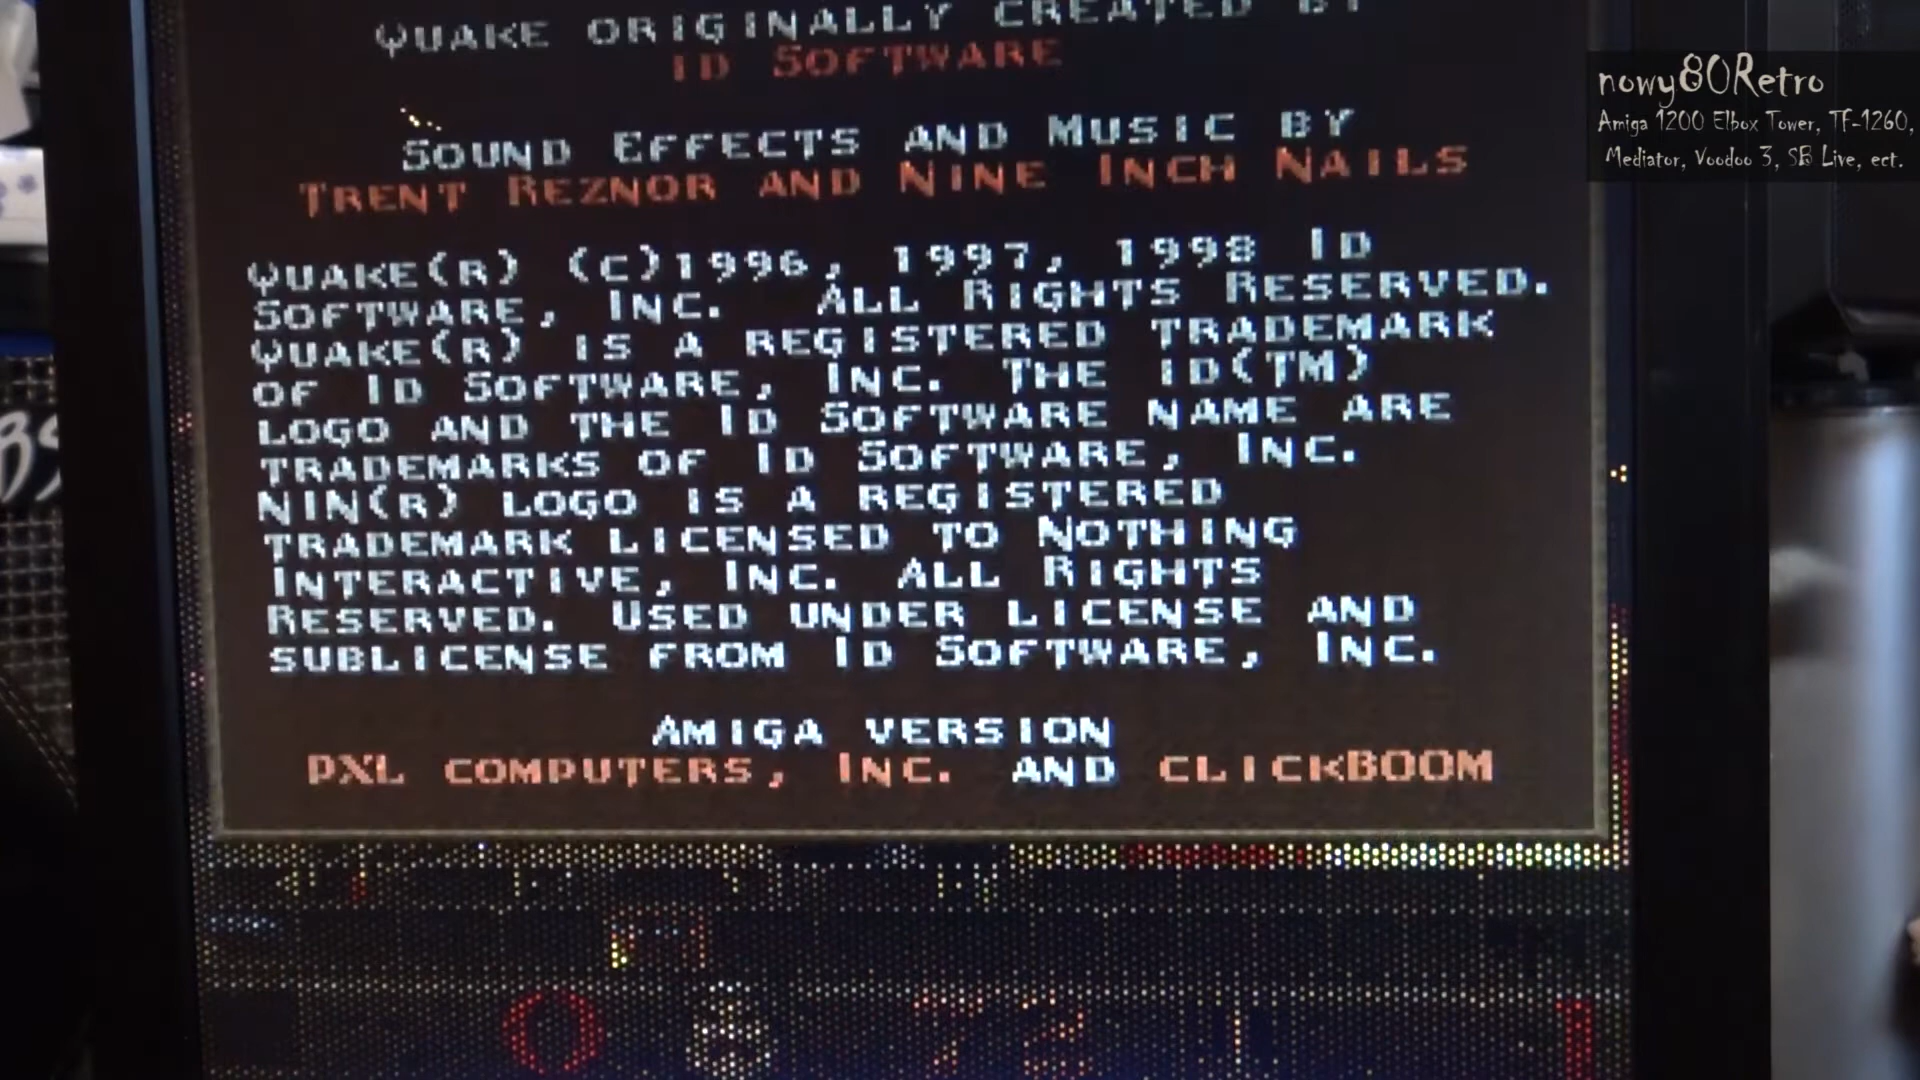 QUAKE ORIGINALLY CREATED BY
ID SOFTWARE
SOUND EFFECTS AND MUSIC BY
TRENT REZNOR AND NINE INCH NAILS
QUAKE(R) (C)1996, 1997, 1998 ID
SOFTWARE, INC. ALL RIGHTS RESERVED.
QUAKE(R) IS A REGISTERED TRADEMARK
OF ID SOFTWARE, INC. THE ID(TM)
LOGO AND THE ID SOFTWARE NAME ARE
TRADEMARKS OF ID SOFTWARE, INC.
NIN(R) LOGO IS A REGISTERED
TRADEMARK LICENSED TO NOTHING
INTERACTIVE, INC. ALL RIGHTS
RESERVED. USED UNDER LICENSE AND
SUBLICENSE FROM ID SOFTWARE, INC.
AMIGA VERSION
PXL COMPUTERS, INC. AND CLICKBOOM
0 72 1
nowy80Retro
Amiga 1200 Elbox Tower, TF-1260,
Mediator, Voodoo 3, SB Live, ect.